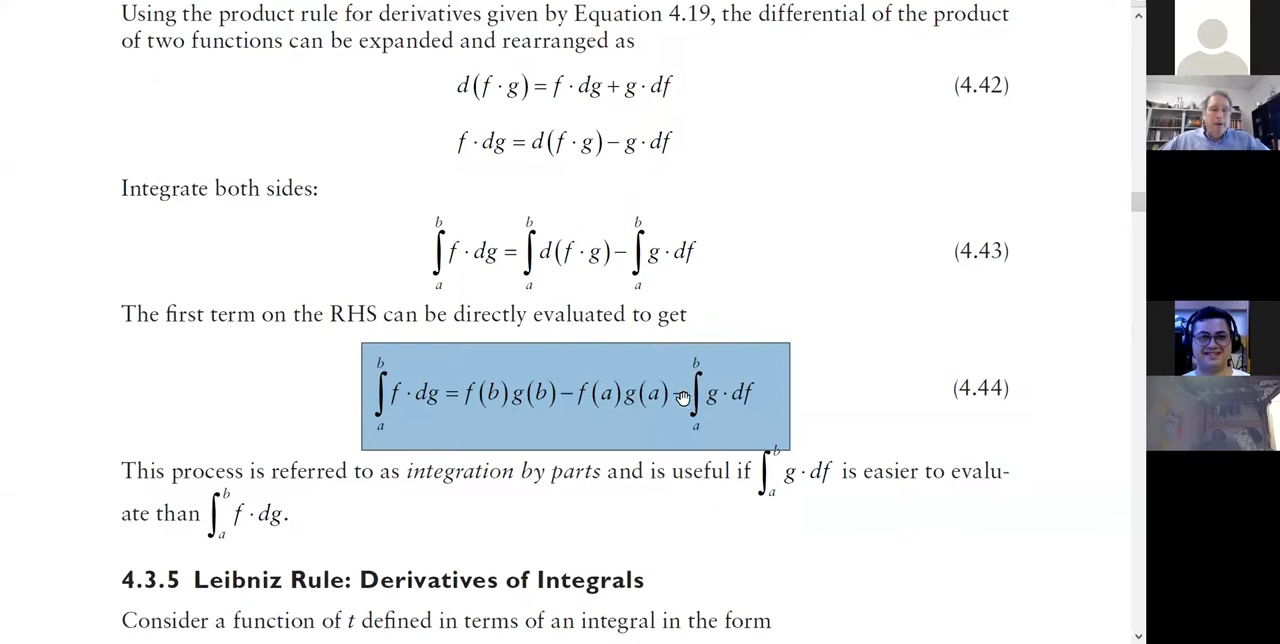 Using the product rule for derivatives given by Equation 4.19, the differential of the product
of two functions can be expanded and rearranged as
d(f · g) = f · dg + g · df (4.42)
f · dg = d(f · g) − g · df
Integrate both sides:
∫_a^b f · dg = ∫_a^b d(f · g) − ∫_a^b g · df (4.43)
The first term on the RHS can be directly evaluated to get
∫_a^b f · dg = f(b)g(b) − f(a)g(a) − ∫_a^b g · df (4.44)
This process is referred to as integration by parts and is useful if ∫_a^b g · df is easier to evalu-
ate than ∫_a^b f · dg.
4.3.5 Leibniz Rule: Derivatives of Integrals
Consider a function of t defined in terms of an integral in the form